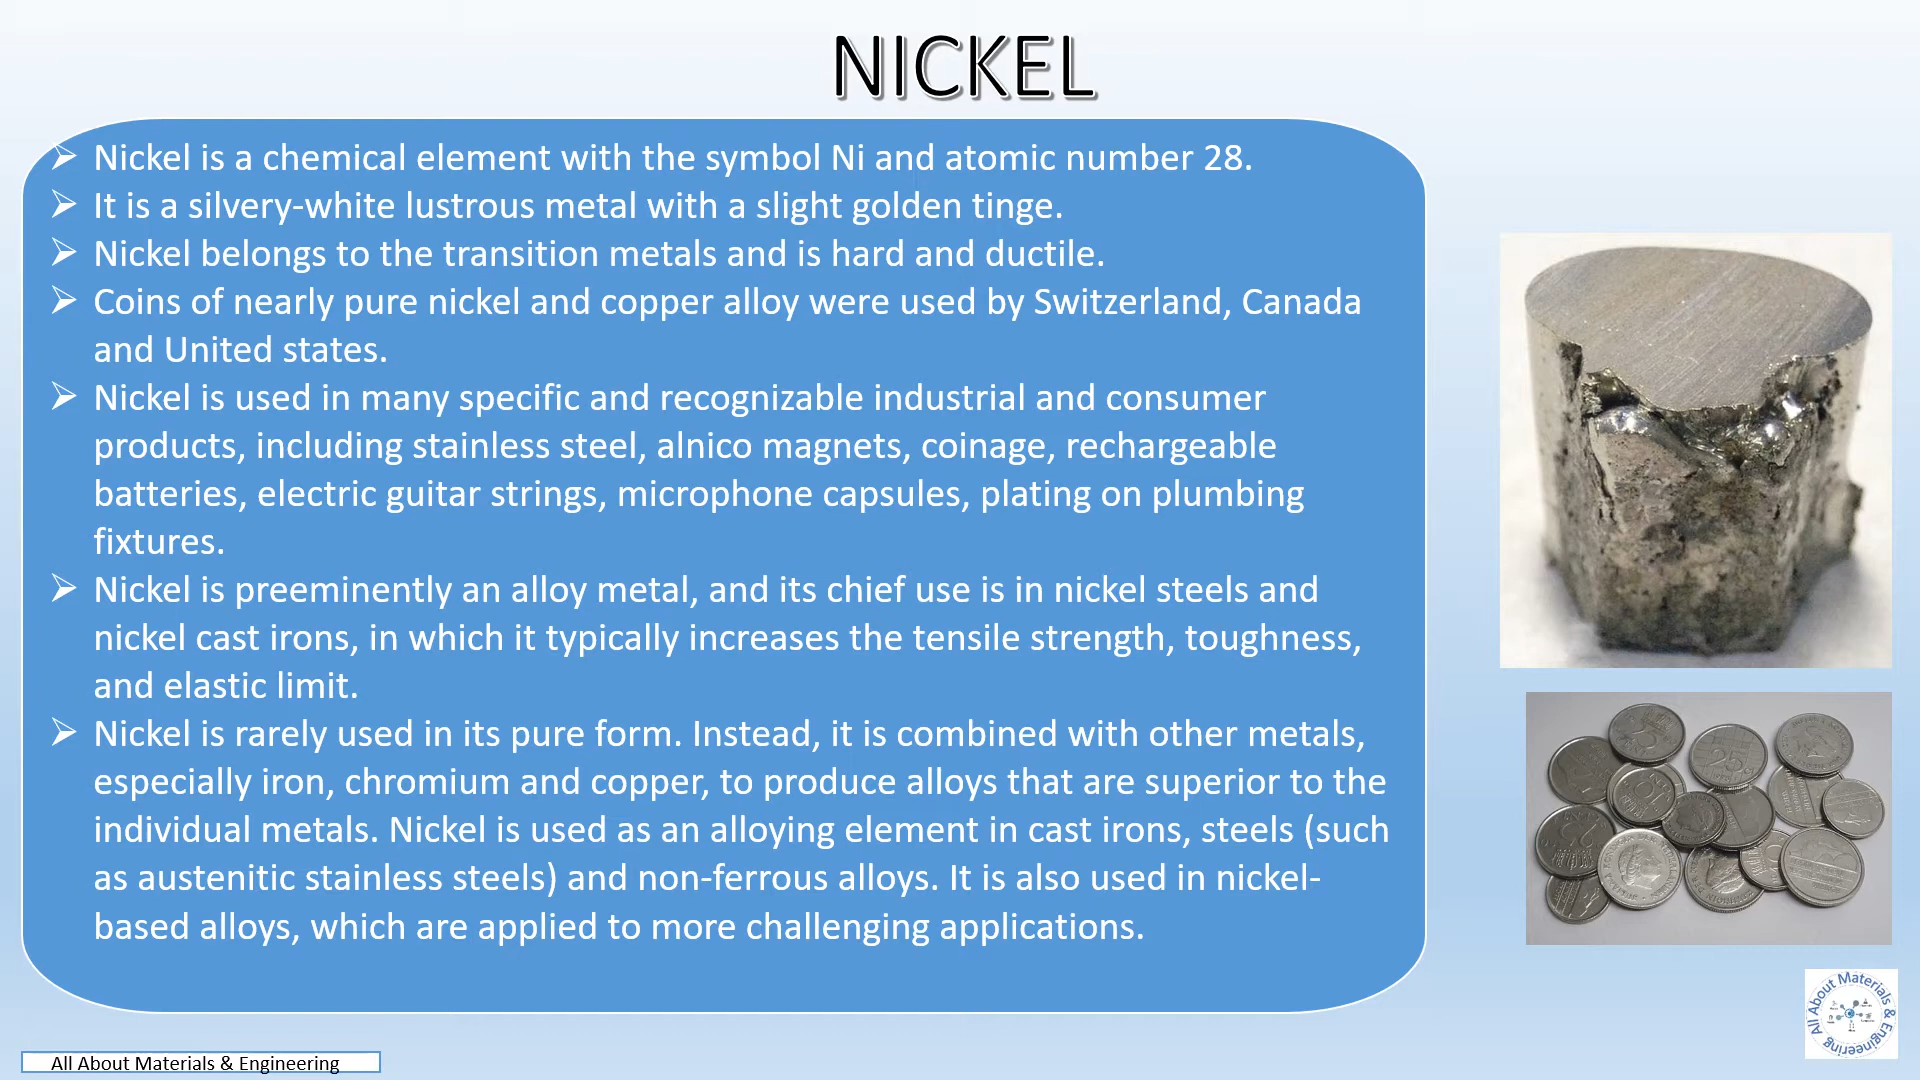 NICKEL
➢ Nickel is a chemical element with the symbol Ni and atomic number 28.
➢ It is a silvery-white lustrous metal with a slight golden tinge.
➢ Nickel belongs to the transition metals and is hard and ductile.
➢ Coins of nearly pure nickel and copper alloy were used by Switzerland, Canada
and United states.
➢ Nickel is used in many specific and recognizable industrial and consumer
products, including stainless steel, alnico magnets, coinage, rechargeable
batteries, electric guitar strings, microphone capsules, plating on plumbing
fixtures.
➢ Nickel is preeminently an alloy metal, and its chief use is in nickel steels and
nickel cast irons, in which it typically increases the tensile strength, toughness,
and elastic limit.
➢ Nickel is rarely used in its pure form. Instead, it is combined with other metals,
especially iron, chromium and copper, to produce alloys that are superior to the
individual metals. Nickel is used as an alloying element in cast irons, steels (such
as austenitic stainless steels) and non-ferrous alloys. It is also used in nickel-
based alloys, which are applied to more challenging applications.
25
10
All About Materials & Engineering
All About Materials & Engineering